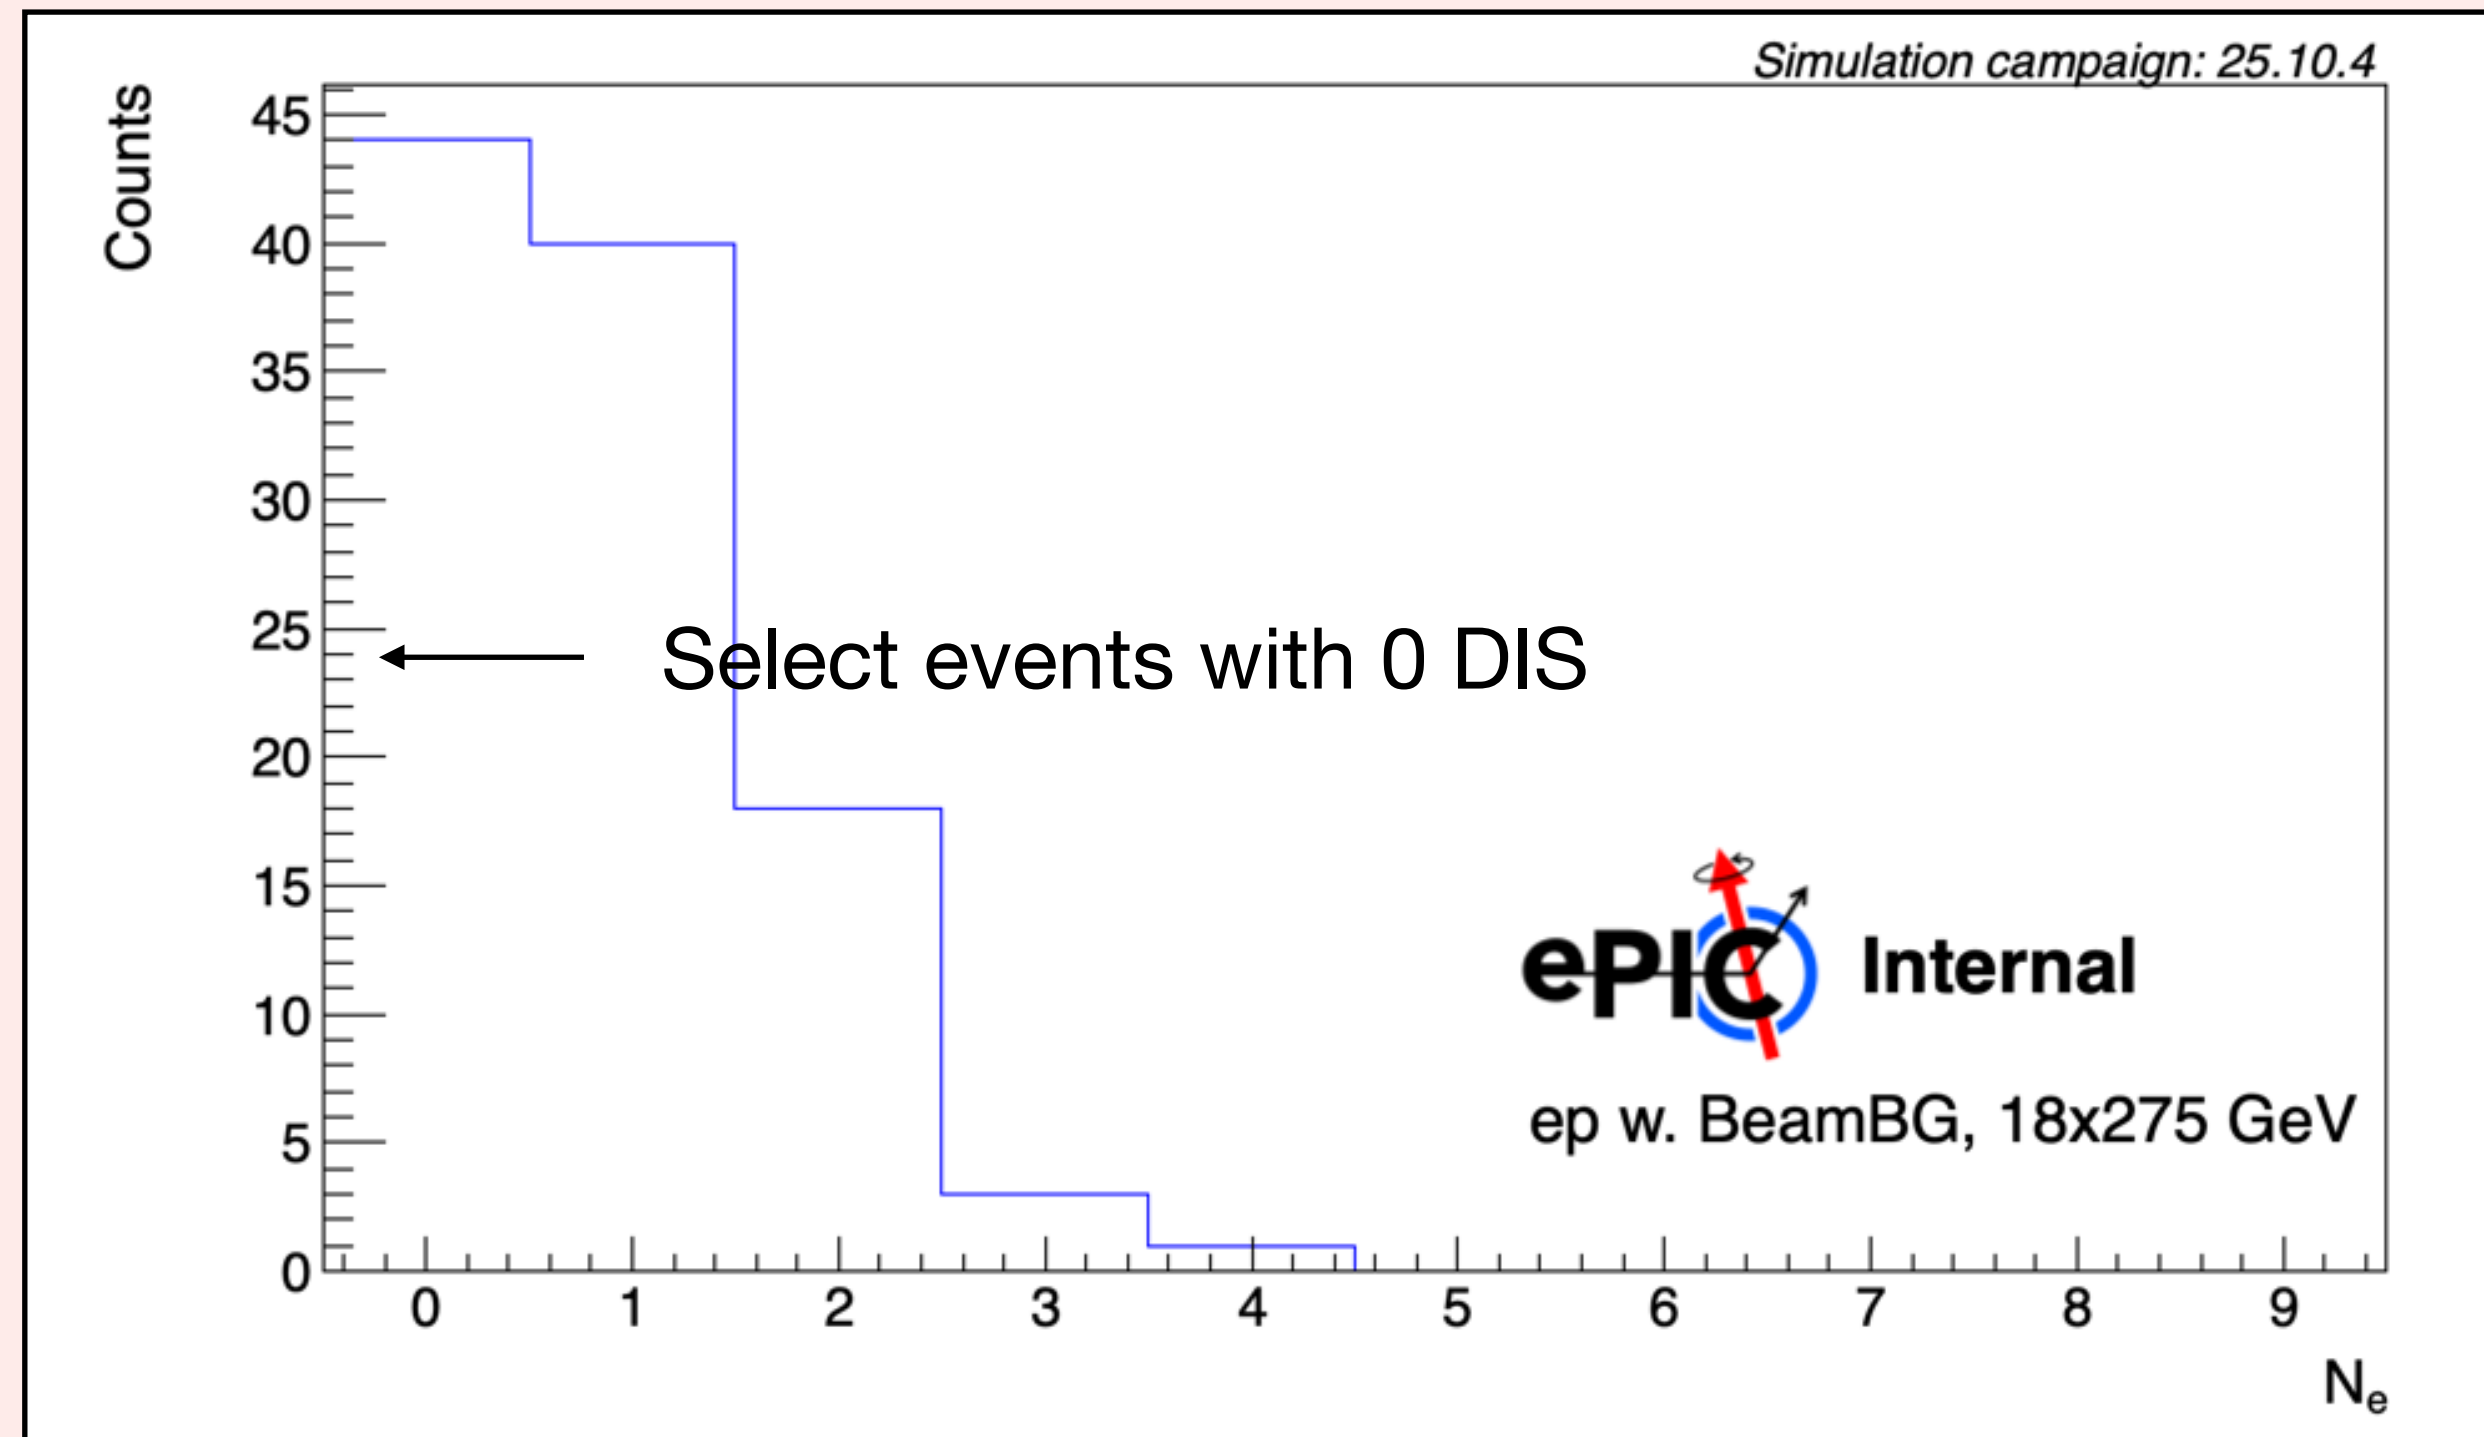 Simulation campaign: 25.10.4
Counts
45
40
35
30
25
Select events with 0 DIS
20
15
ePIC Internal
10
ep w. BeamBG, 18x275 GeV
5
0
0 1 2 3 4 5 6 7 8 9
Ne